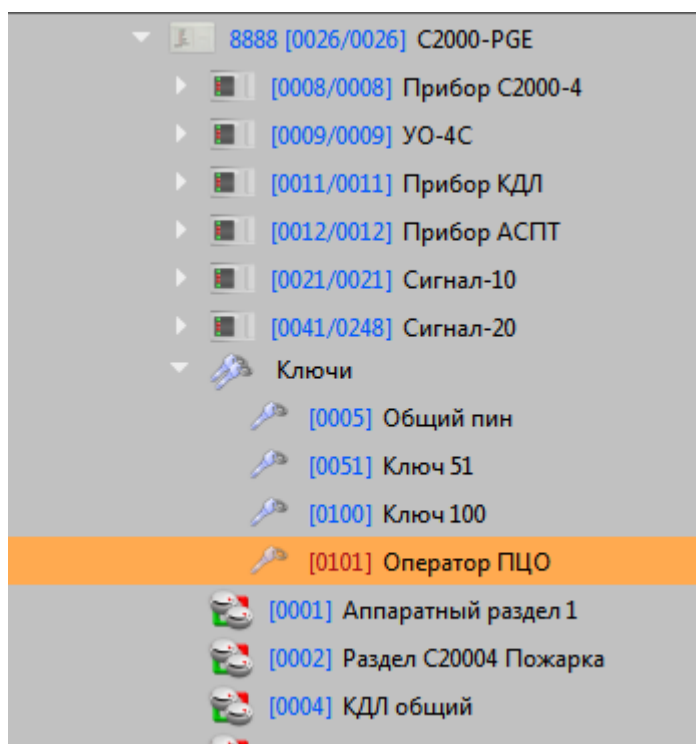 8888 [0026/0026] С2000-PGE
[0008/0008] Прибор С2000-4
[0009/0009] УО-4С
[0011/0011] Прибор КДЛ
[0012/0012] Прибор АСПТ
[0021/0021] Сигнал-10
[0041/0248] Сигнал-20
Ключи
[0005] Общий пин
[0051] Ключ 51
[0100] Ключ 100
[0101] Оператор ПЦО
[0001] Аппаратный раздел 1
[0002] Раздел С20004 Пожарка
[0004] КДЛ общий